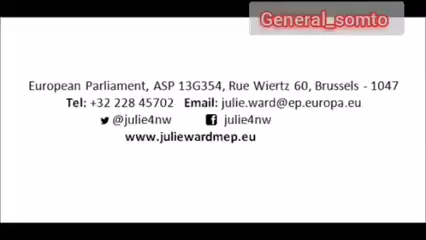 General_somto
European Parliament, ASP 13G354, Rue Wiertz 60, Brussels - 1047
Tel: +32 228 45702 Email: julie.ward@ep.europa.eu
@julie4nw julie4nw
www.juliewardmep.eu